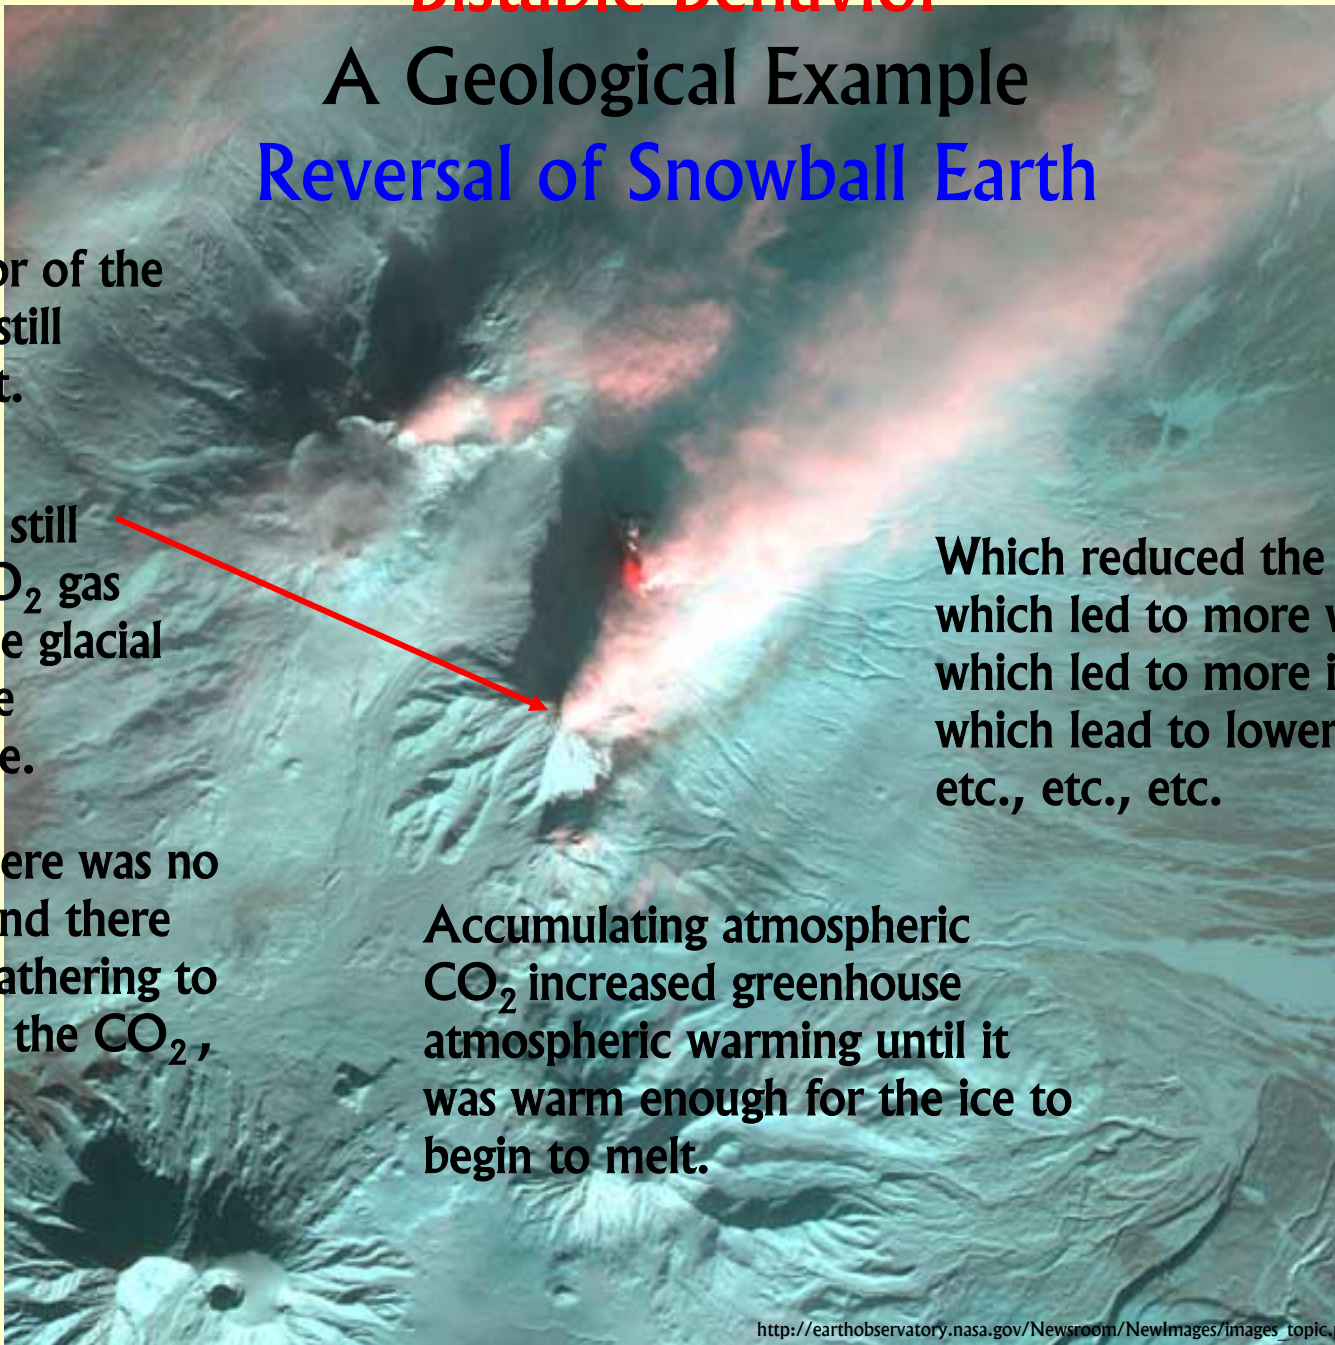 Bistable Behavior
A Geological Example
Reversal of Snowball Earth
or of the
still
t.
still
O₂ gas
e glacial
e
e.
ere was no
nd there
athering to
the CO₂ ,
Accumulating atmospheric
CO₂ increased greenhouse
atmospheric warming until it
was warm enough for the ice to
begin to melt.
Which reduced the
which led to more
which led to more
which lead to lower
etc., etc., etc.
http://earthobservatory.nasa.gov/Newsroom/NewImages/images_topic.